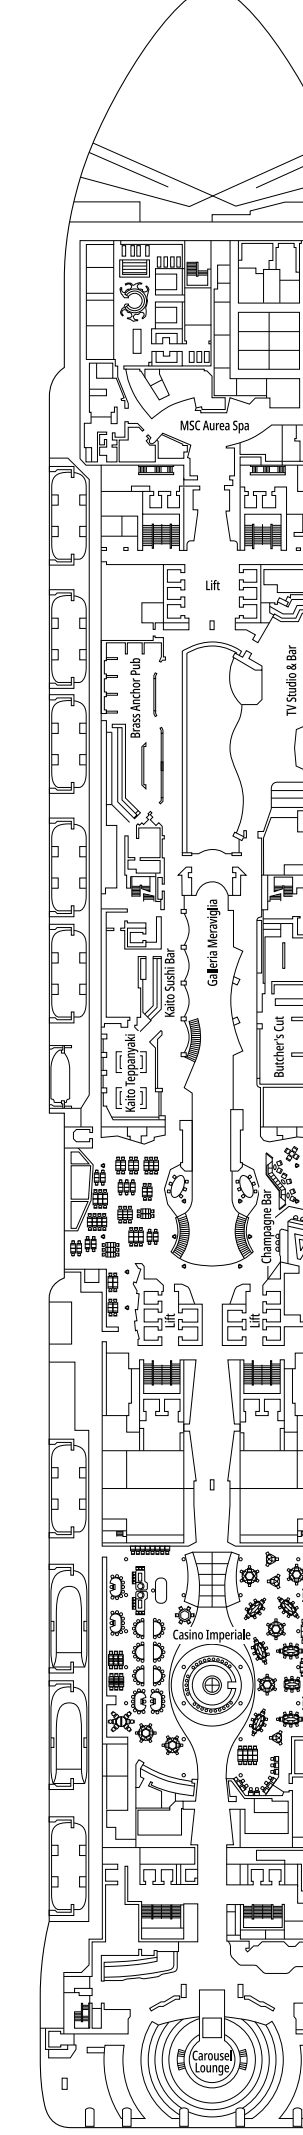 MSC Aurea Spa
Lift
Brass Anchor Pub
TV Studio & Bar
Galleria Meraviglia
Kaito Sushi Bar
Butcher's Cut
Kaito Teppanyaki
Champagne Bar
Lift
Lift
Casino Imperiale
Carousel
Lounge